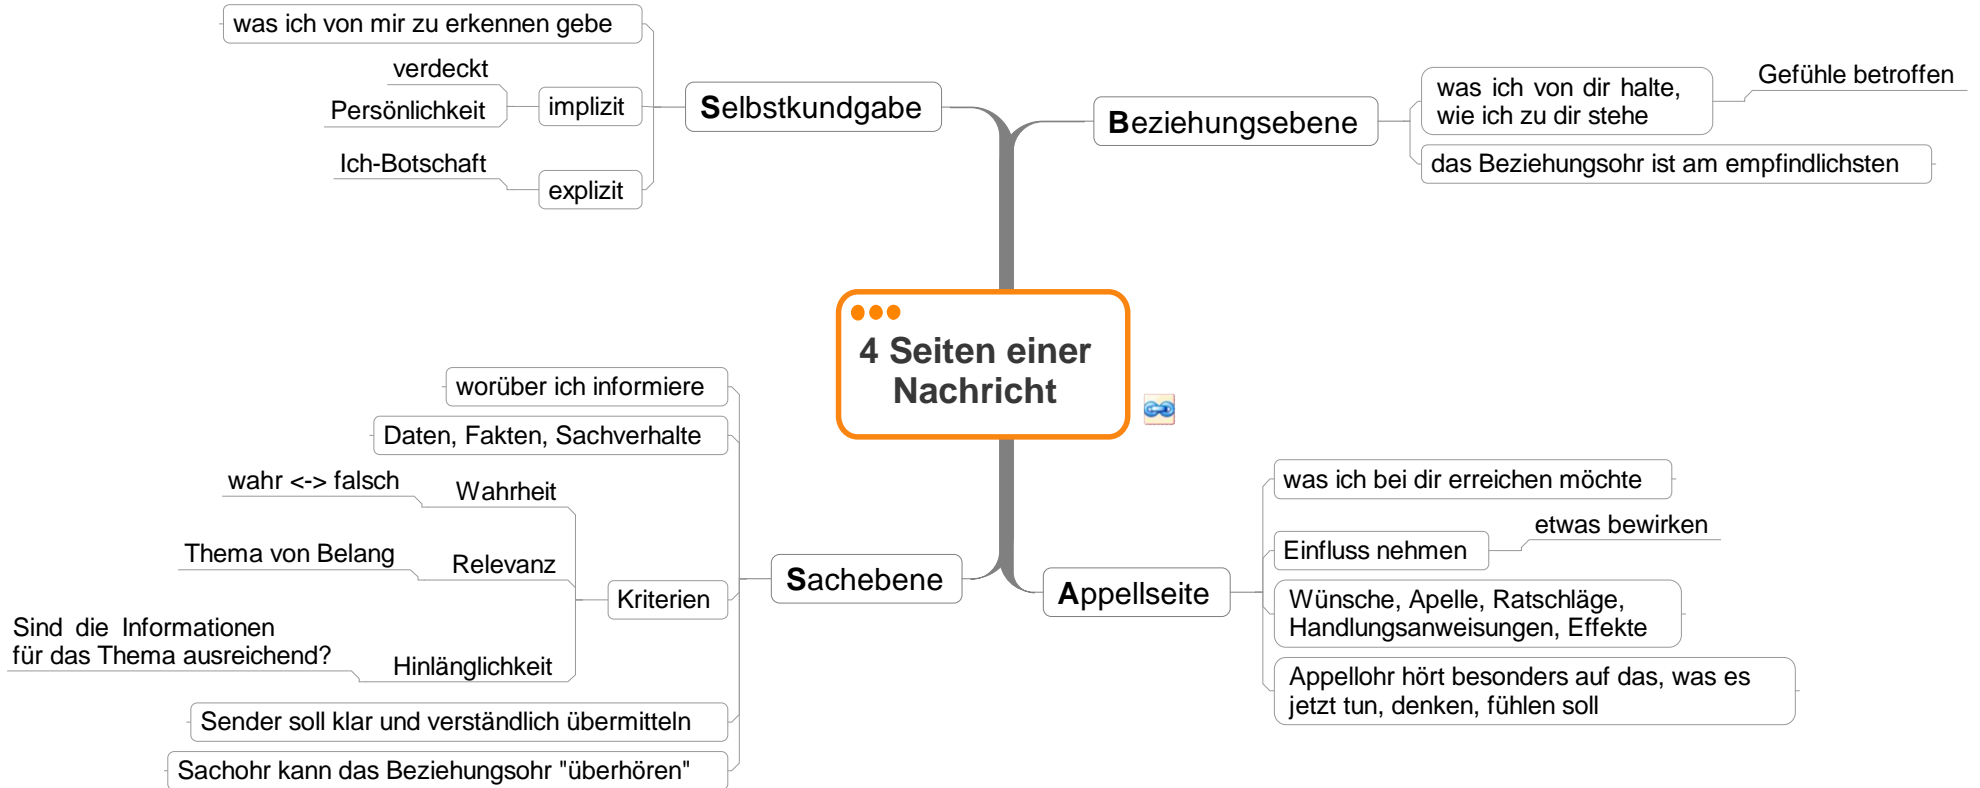 was ich von mir zu erkennen gebe
verdeckt
Persönlichkeit
implizit
Ich-Botschaft
explizit
Selbstkundgabe
Beziehungsebene
was ich von dir halte,
wie ich zu dir stehe
Gefühle betroffen
das Beziehungsohr ist am empfindlichsten
4 Seiten einer
Nachricht
worüber ich informiere
Daten, Fakten, Sachverhalte
wahr <-> falsch
Wahrheit
Thema von Belang
Relevanz
Kriterien
Sind die Informationen
für das Thema ausreichend?
Hinlänglichkeit
Sender soll klar und verständlich übermitteln
Sachohr kann das Beziehungsohr "überhören"
Sachebene
Appellseite
was ich bei dir erreichen möchte
Einfluss nehmen
etwas bewirken
Wünsche, Apelle, Ratschläge,
Handlungsanweisungen, Effekte
Appellohr hört besonders auf das, was es
jetzt tun, denken, fühlen soll